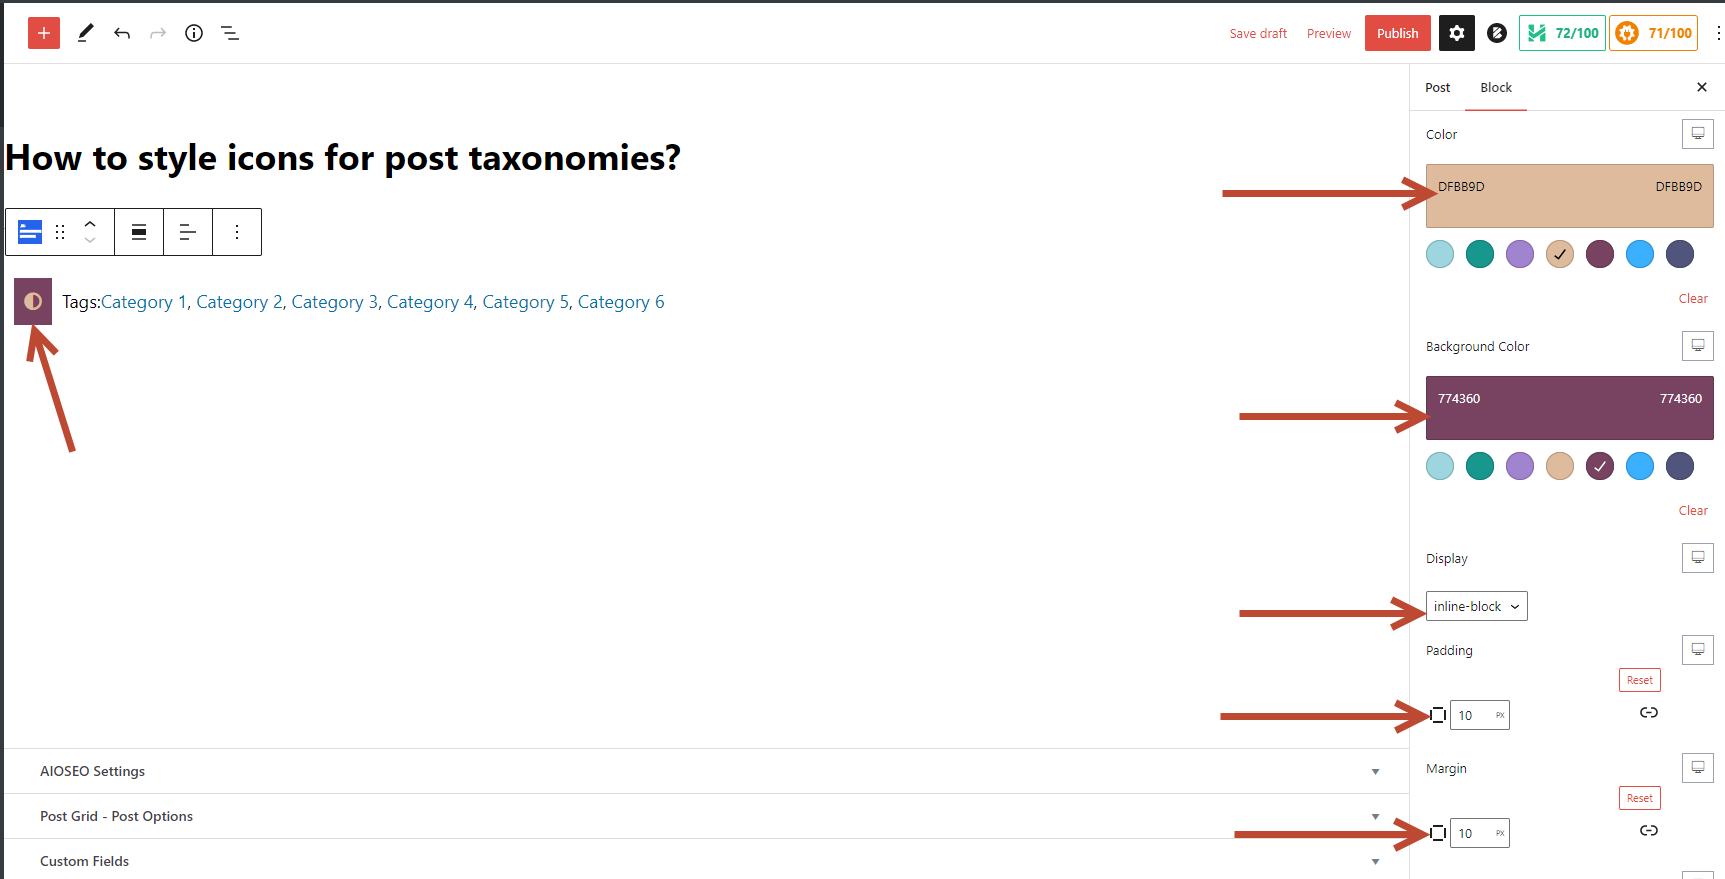 Save draft Preview Publish 72/100 71/100
Post Block
How to style icons for post taxonomies?
Tags:Category 1, Category 2, Category 3, Category 4, Category 5, Category 6
Color
DFBB9D DFBB9D
Clear
Background Color
774360 774360
Clear
Display
inline-block
Padding
Reset
10 PX
Margin
Reset
10 PX
AIOSEO Settings
Post Grid - Post Options
Custom Fields